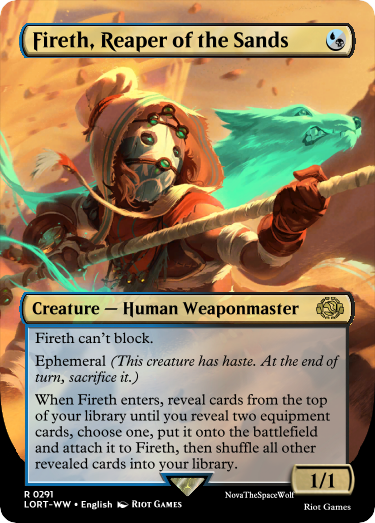 Fireth, Reaper of the Sands
Creature — Human Weaponmaster
Fireth can't block.
Ephemeral (This creature has haste. At the end of
turn, sacrifice it.)
When Fireth enters, reveal cards from the top
of your library until you reveal two equipment
cards, choose one, put it onto the battlefield
and attach it to Fireth, then shuffle all other
revealed cards into your library.
1/1
R 0291
LORT-WW • English Riot Games
NovaTheSpaceWolf
Riot Games